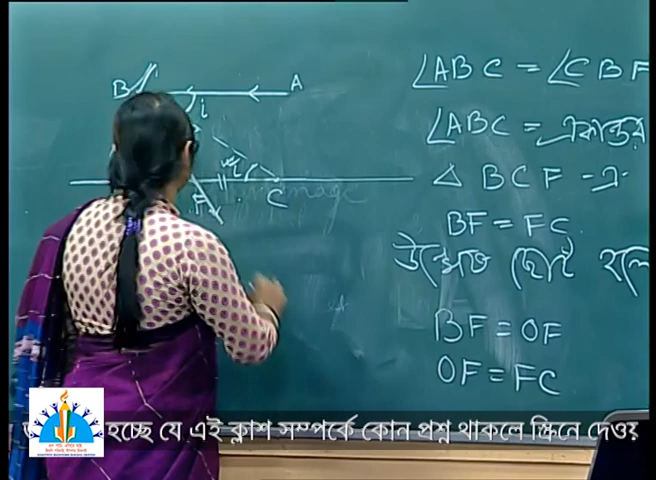 B
A
i
C
F
∠ABC = ∠CBF
∠ABC = একান্তর
△ BCF -এ
BF = FC
উন্মেষ ছোট হলে
BF = OF
OF = FC
হচ্ছে যে এই ক্লাশ সম্পর্কে কোন প্রশ্ন থাকলে স্ক্রিনে দেওয়